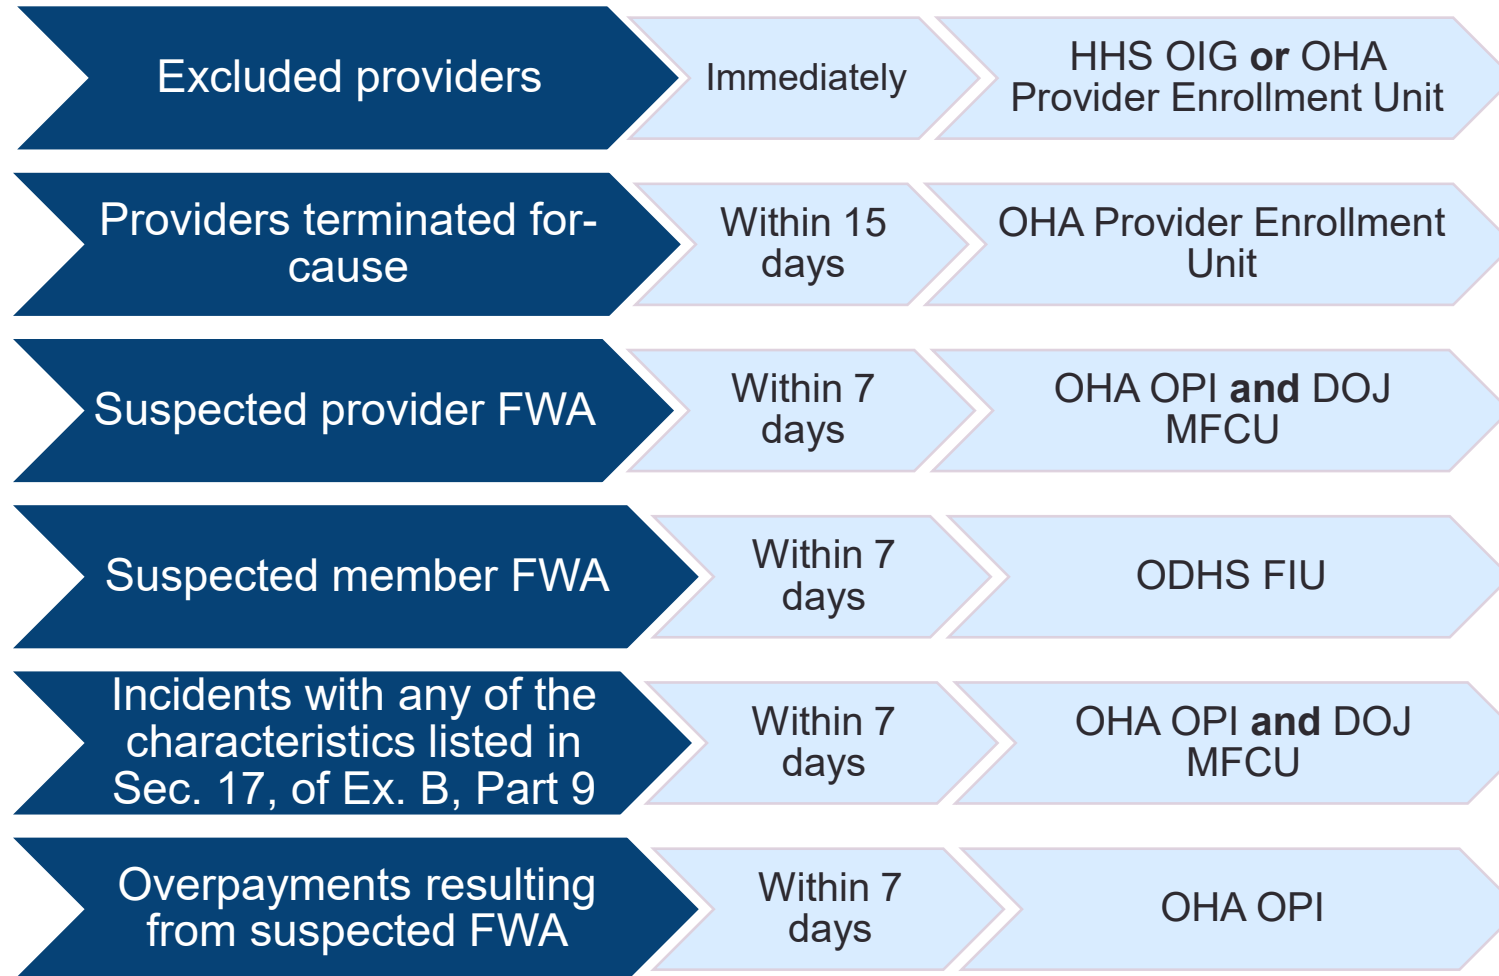 Excluded providers
Immediately
HHS OIG or OHA
Provider Enrollment Unit
Providers terminated for-
cause
Within 15
days
OHA Provider Enrollment
Unit
Suspected provider FWA
Within 7
days
OHA OPI and DOJ
MFCU
Suspected member FWA
Within 7
days
ODHS FIU
Incidents with any of the
characteristics listed in
Sec. 17, of Ex. B, Part 9
Within 7
days
OHA OPI and DOJ
MFCU
Overpayments resulting
from suspected FWA
Within 7
days
OHA OPI